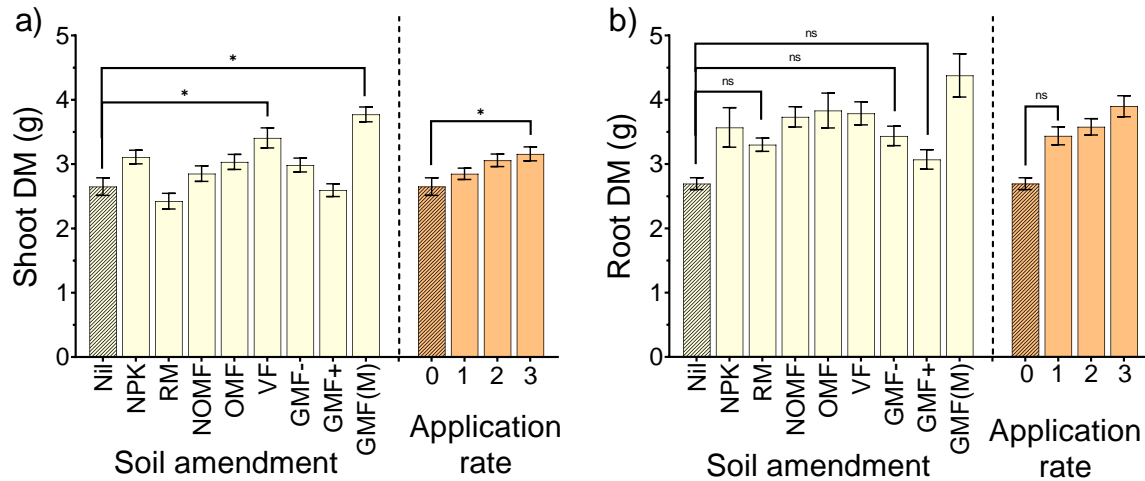 a)
Shoot DM (g)
5
4
3
2
1
0
*
*
*
Nil
NPK
RM
NOMF
OMF
VF
GMF-
GMF+
GMF(M)
0 1 2 3
Soil amendment
Application
rate
b)
Root DM (g)
5
4
3
2
1
0
ns
ns
ns
ns
Nil
NPK
RM
NOMF
OMF
VF
GMF-
GMF+
GMF(M)
0 1 2 3
Soil amendment
Application
rate